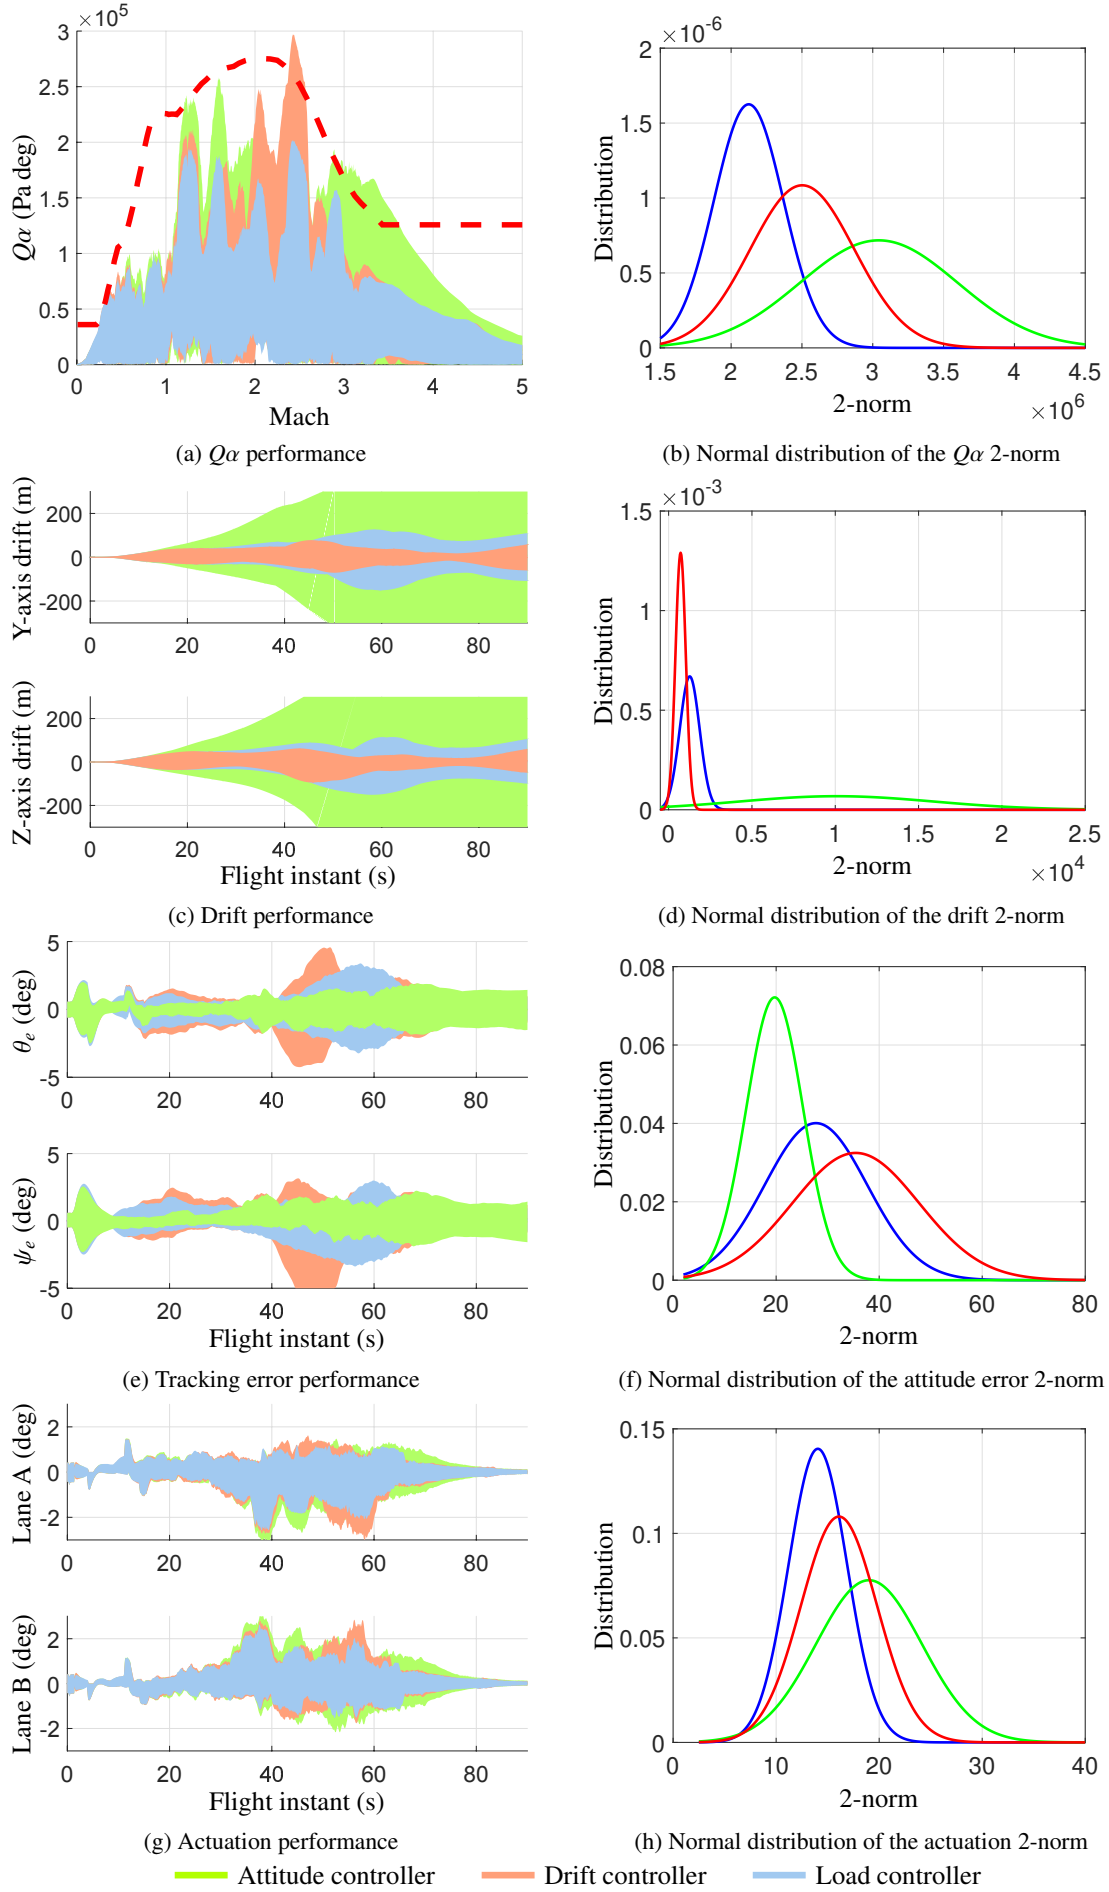 ×10⁵
3
2.5
2
1.5
1
0.5
0
Qα (Pa deg)
0 1 2 3 4 5
Mach
(a) Qα performance
×10⁻⁶
2
1.5
1
0.5
0
Distribution
1.5 2 2.5 3 3.5 4 4.5
2-norm
×10⁶
(b) Normal distribution of the Qα 2-norm
Y-axis drift (m)
200
0
-200
0 20 40 60 80
Z-axis drift (m)
200
0
-200
0 20 40 60 80
Flight instant (s)
(c) Drift performance
×10⁻³
1.5
1
0.5
0
Distribution
0 0.5 1 1.5 2 2.5
2-norm
×10⁴
(d) Normal distribution of the drift 2-norm
θₑ (deg)
5
0
-5
0 20 40 60 80
ψₑ (deg)
5
0
-5
0 20 40 60 80
Flight instant (s)
(e) Tracking error performance
0.08
0.06
0.04
0.02
0
Distribution
0 20 40 60 80
2-norm
(f) Normal distribution of the attitude error 2-norm
Lane A (deg)
2
0
-2
0 20 40 60 80
Lane B (deg)
2
0
-2
0 20 40 60 80
Flight instant (s)
(g) Actuation performance
0.15
0.1
0.05
0
Distribution
10 20 30 40
2-norm
(h) Normal distribution of the actuation 2-norm
Attitude controller Drift controller Load controller